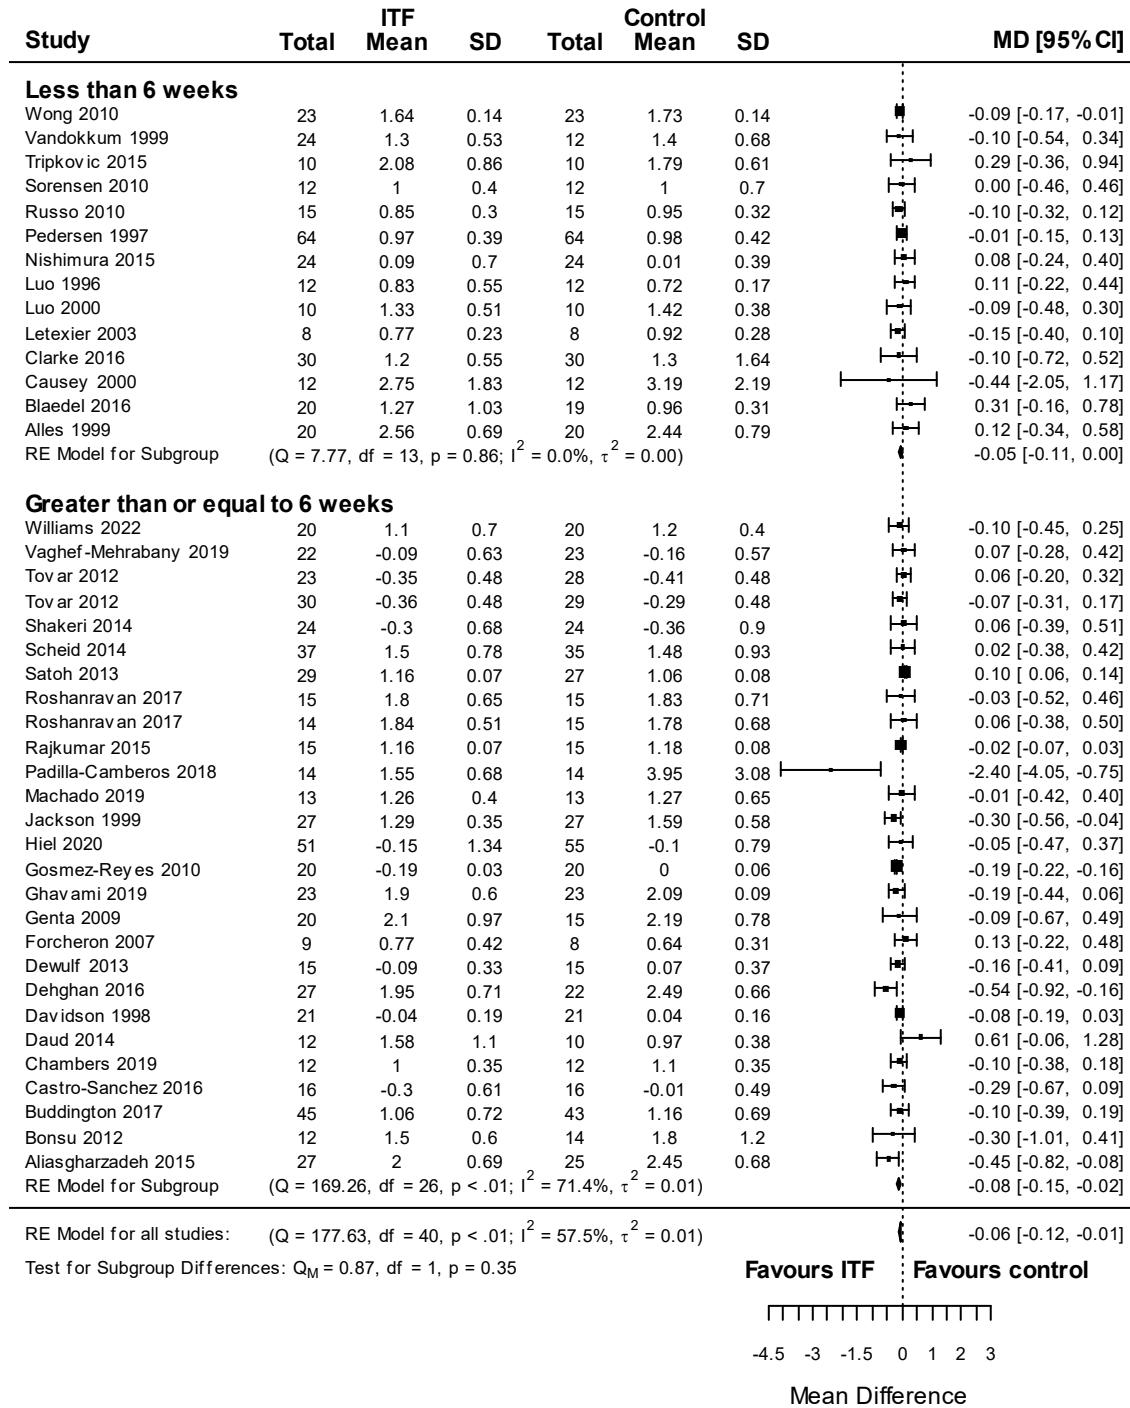 ITF Control
Study Total Mean SD Total Mean SD MD [95%CI]
Less than 6 weeks
Wong 2010 23 1.64 0.14 23 1.73 0.14 -0.09 [-0.17, -0.01]
Vandokkum 1999 24 1.3 0.53 12 1.4 0.68 -0.10 [-0.54, 0.34]
Tripkovic 2015 10 2.08 0.86 10 1.79 0.61 0.29 [-0.36, 0.94]
Sorensen 2010 12 1 0.4 12 1 0.7 0.00 [-0.46, 0.46]
Russo 2010 15 0.85 0.3 15 0.95 0.32 -0.10 [-0.32, 0.12]
Pedersen 1997 64 0.97 0.39 64 0.98 0.42 -0.01 [-0.15, 0.13]
Nishimura 2015 24 0.09 0.7 24 0.01 0.39 0.08 [-0.24, 0.40]
Luo 1996 12 0.83 0.55 12 0.72 0.17 0.11 [-0.22, 0.44]
Luo 2000 10 1.33 0.51 10 1.42 0.38 -0.09 [-0.48, 0.30]
Letexier 2003 8 0.77 0.23 8 0.92 0.28 -0.15 [-0.40, 0.10]
Clarke 2016 30 1.2 0.55 30 1.3 1.64 -0.10 [-0.72, 0.52]
Causey 2000 12 2.75 1.83 12 3.19 2.19 -0.44 [-2.05, 1.17]
Blaedel 2016 20 1.27 1.03 19 0.96 0.31 0.31 [-0.16, 0.78]
Alles 1999 20 2.56 0.69 20 2.44 0.79 0.12 [-0.34, 0.58]
RE Model for Subgroup (Q = 7.77, df = 13, p = 0.86; I² = 0.0%, τ² = 0.00) -0.05 [-0.11, 0.00]
Greater than or equal to 6 weeks
Williams 2022 20 1.1 0.7 20 1.2 0.4 -0.10 [-0.45, 0.25]
Vaghef-Mehrabany 2019 22 -0.09 0.63 23 -0.16 0.57 0.07 [-0.28, 0.42]
Tovar 2012 23 -0.35 0.48 28 -0.41 0.48 0.06 [-0.20, 0.32]
Tovar 2012 30 -0.36 0.48 29 -0.29 0.48 -0.07 [-0.31, 0.17]
Shakeri 2014 24 -0.3 0.68 24 -0.36 0.9 0.06 [-0.39, 0.51]
Scheid 2014 37 1.5 0.78 35 1.48 0.93 0.02 [-0.38, 0.42]
Satoh 2013 29 1.16 0.07 27 1.06 0.08 0.10 [ 0.06, 0.14]
Roshanravan 2017 15 1.8 0.65 15 1.83 0.71 -0.03 [-0.52, 0.46]
Roshanravan 2017 14 1.84 0.51 15 1.78 0.68 0.06 [-0.38, 0.50]
Rajkumar 2015 15 1.16 0.07 15 1.18 0.08 -0.02 [-0.07, 0.03]
Padilla-Camberos 2018 14 1.55 0.68 14 3.95 3.08 -2.40 [-4.05, -0.75]
Machado 2019 13 1.26 0.4 13 1.27 0.65 -0.01 [-0.42, 0.40]
Jackson 1999 27 1.29 0.35 27 1.59 0.58 -0.30 [-0.56, -0.04]
Hiel 2020 51 -0.15 1.34 55 -0.1 0.79 -0.05 [-0.47, 0.37]
Gosmez-Reyes 2010 20 -0.19 0.03 20 0 0.06 -0.19 [-0.22, -0.16]
Ghavami 2019 23 1.9 0.6 23 2.09 0.09 -0.19 [-0.44, 0.06]
Genta 2009 20 2.1 0.97 15 2.19 0.78 -0.09 [-0.67, 0.49]
Forcheron 2007 9 0.77 0.42 8 0.64 0.31 0.13 [-0.22, 0.48]
Dewulf 2013 15 -0.09 0.33 15 0.07 0.37 -0.16 [-0.41, 0.09]
Dehghan 2016 27 1.95 0.71 22 2.49 0.66 -0.54 [-0.92, -0.16]
Davidson 1998 21 -0.04 0.19 21 0.04 0.16 -0.08 [-0.19, 0.03]
Daud 2014 12 1.58 1.1 10 0.97 0.38 0.61 [-0.06, 1.28]
Chambers 2019 12 1 0.35 12 1.1 0.35 -0.10 [-0.38, 0.18]
Castro-Sanchez 2016 16 -0.3 0.61 16 -0.01 0.49 -0.29 [-0.67, 0.09]
Buddington 2017 45 1.06 0.72 43 1.16 0.69 -0.10 [-0.39, 0.19]
Bonsu 2012 12 1.5 0.6 14 1.8 1.2 -0.30 [-1.01, 0.41]
Aliasgharzadeh 2015 27 2 0.69 25 2.45 0.68 -0.45 [-0.82, -0.08]
RE Model for Subgroup (Q = 169.26, df = 26, p < .01; I² = 71.4%, τ² = 0.01) -0.08 [-0.15, -0.02]
RE Model for all studies: (Q = 177.63, df = 40, p < .01; I² = 57.5%, τ² = 0.01) -0.06 [-0.12, -0.01]
Test for Subgroup Differences: Q_M = 0.87, df = 1, p = 0.35
Favours ITF Favours control
-4.5 -3 -1.5 0 1 2 3
Mean Difference